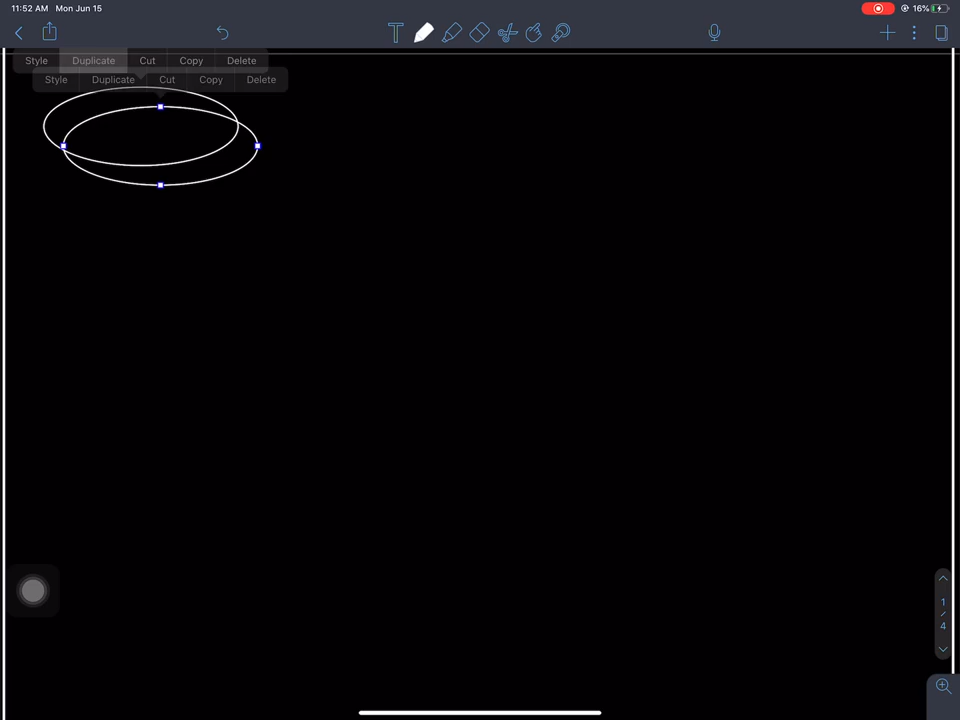 11:52 AM Mon Jun 15 16%
Style Duplicate Cut Copy Delete
Style Duplicate Cut Copy Delete
1
/
4